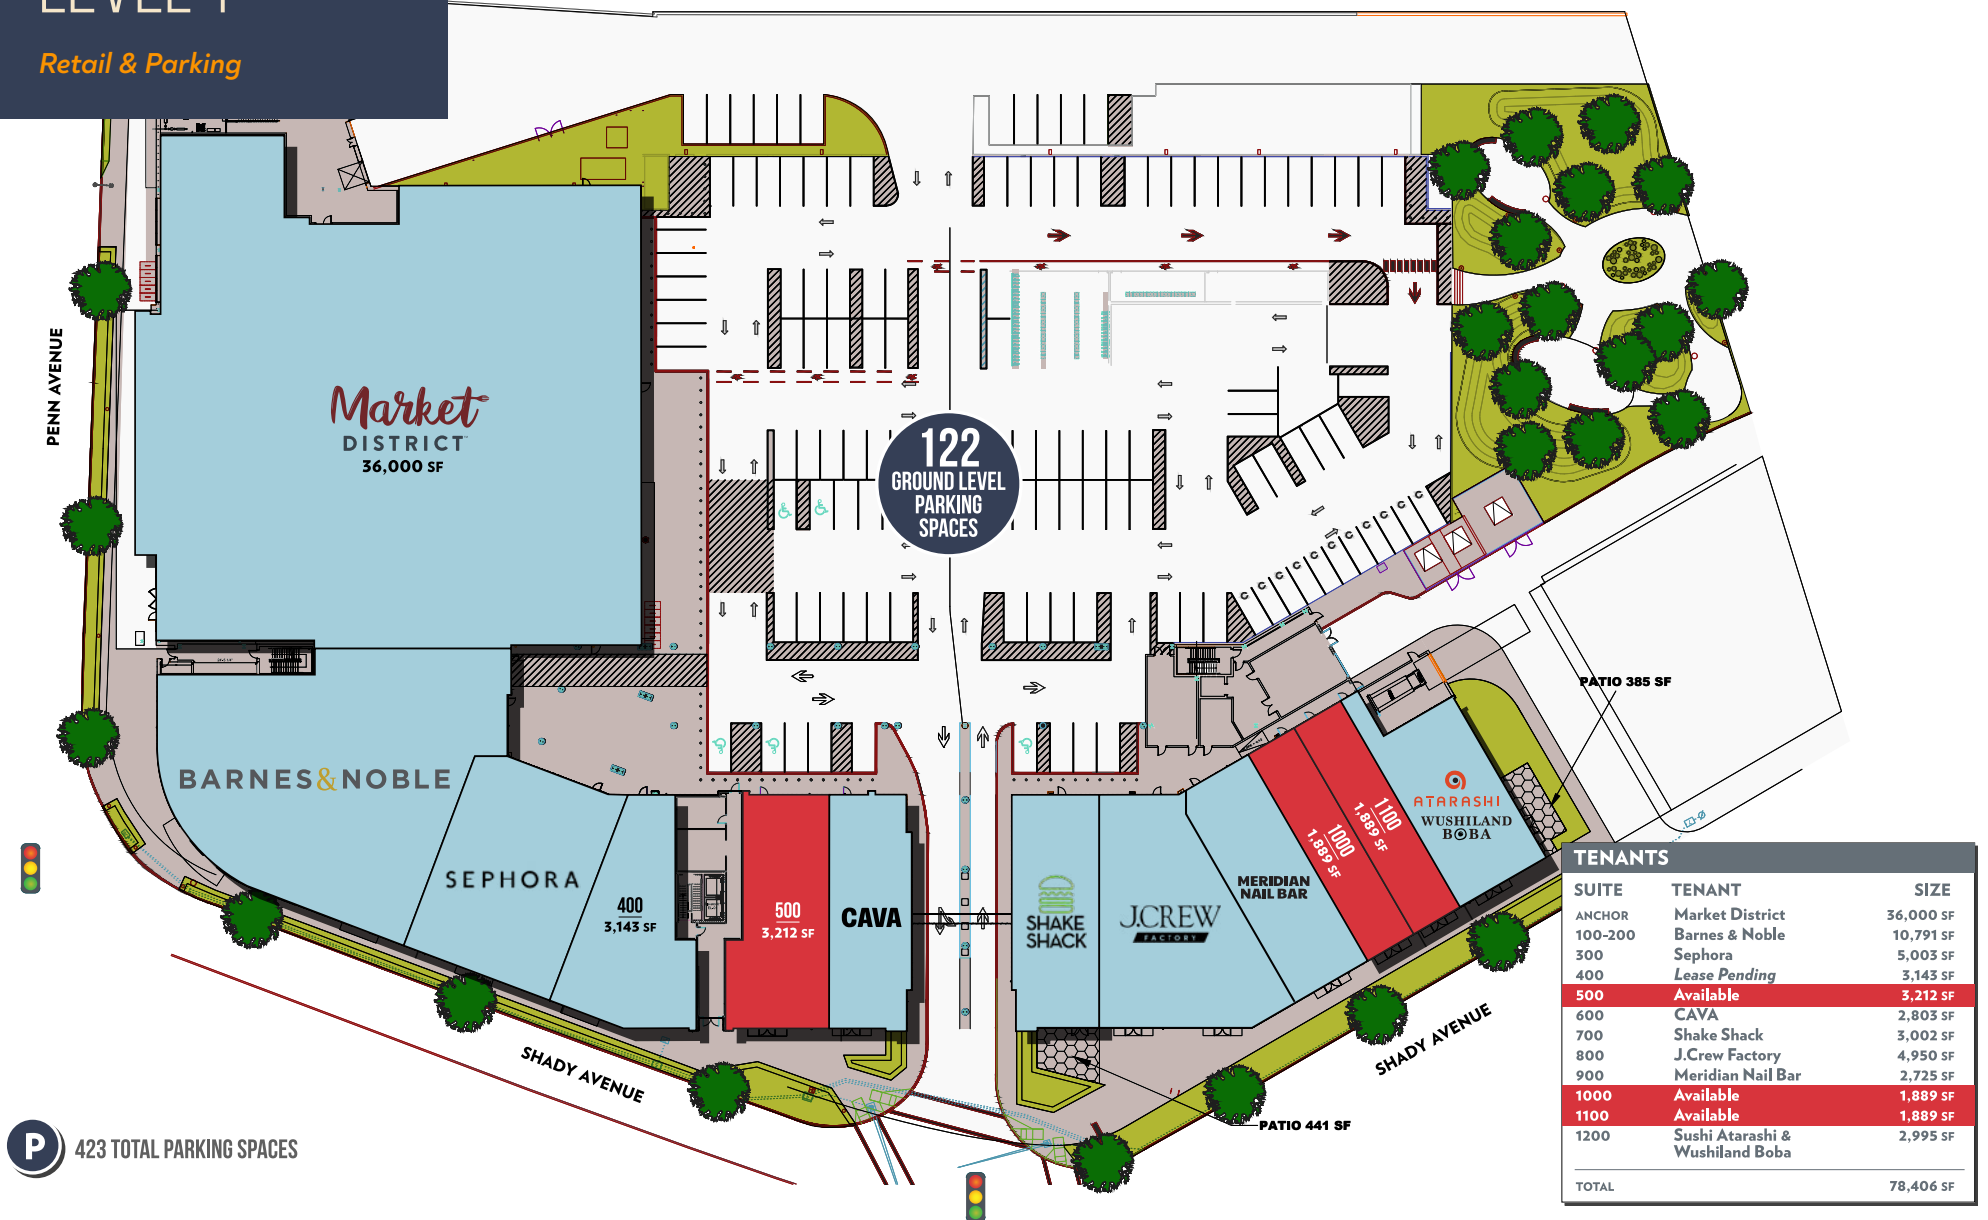 LEVEL 1
Retail & Parking
PENN AVENUE
Market
DISTRICT
36,000 SF
122
GROUND LEVEL
PARKING
SPACES
BARNES&NOBLE
SEPHORA
400
3,143 SF
500
3,212 SF
CAVA
SHAKE
SHACK
J.CREW
FACTORY
MERIDIAN
NAIL BAR
1000
1,889 SF
1100
1,889 SF
ATARASHI
WUSHILAND
BOBA
PATIO 385 SF
PATIO 441 SF
SHADY AVENUE
SHADY AVENUE
C C C C C C C C C C C
P
423 TOTAL PARKING SPACES
TENANTS
SUITE TENANT SIZE
ANCHOR Market District 36,000 SF
100-200 Barnes & Noble 10,791 SF
300 Sephora 5,003 SF
400 Lease Pending 3,143 SF
500 Available 3,212 SF
600 CAVA 2,803 SF
700 Shake Shack 3,002 SF
800 J.Crew Factory 4,950 SF
900 Meridian Nail Bar 2,725 SF
1000 Available 1,889 SF
1100 Available 1,889 SF
1200 Sushi Atarashi & 2,995 SF
Wushiland Boba
TOTAL 78,406 SF